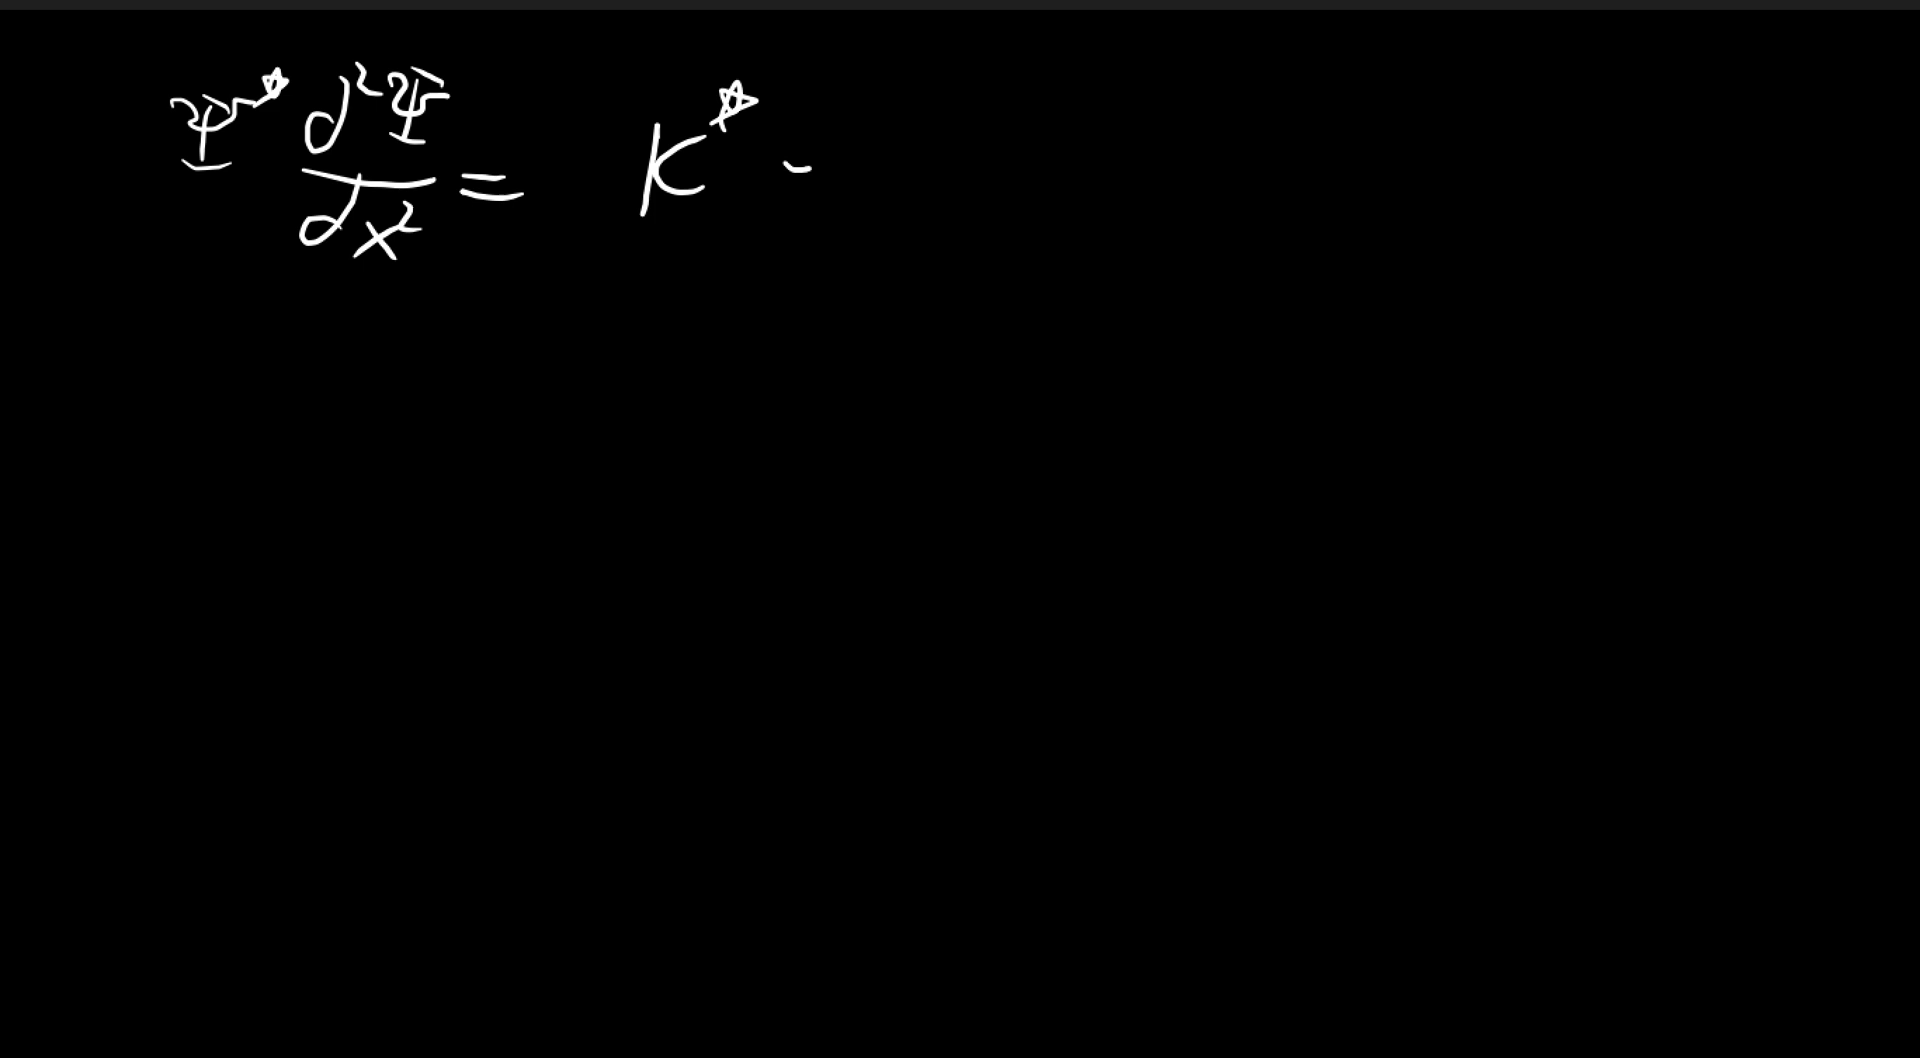 Ψ* d²Ψ/dx² = K* -